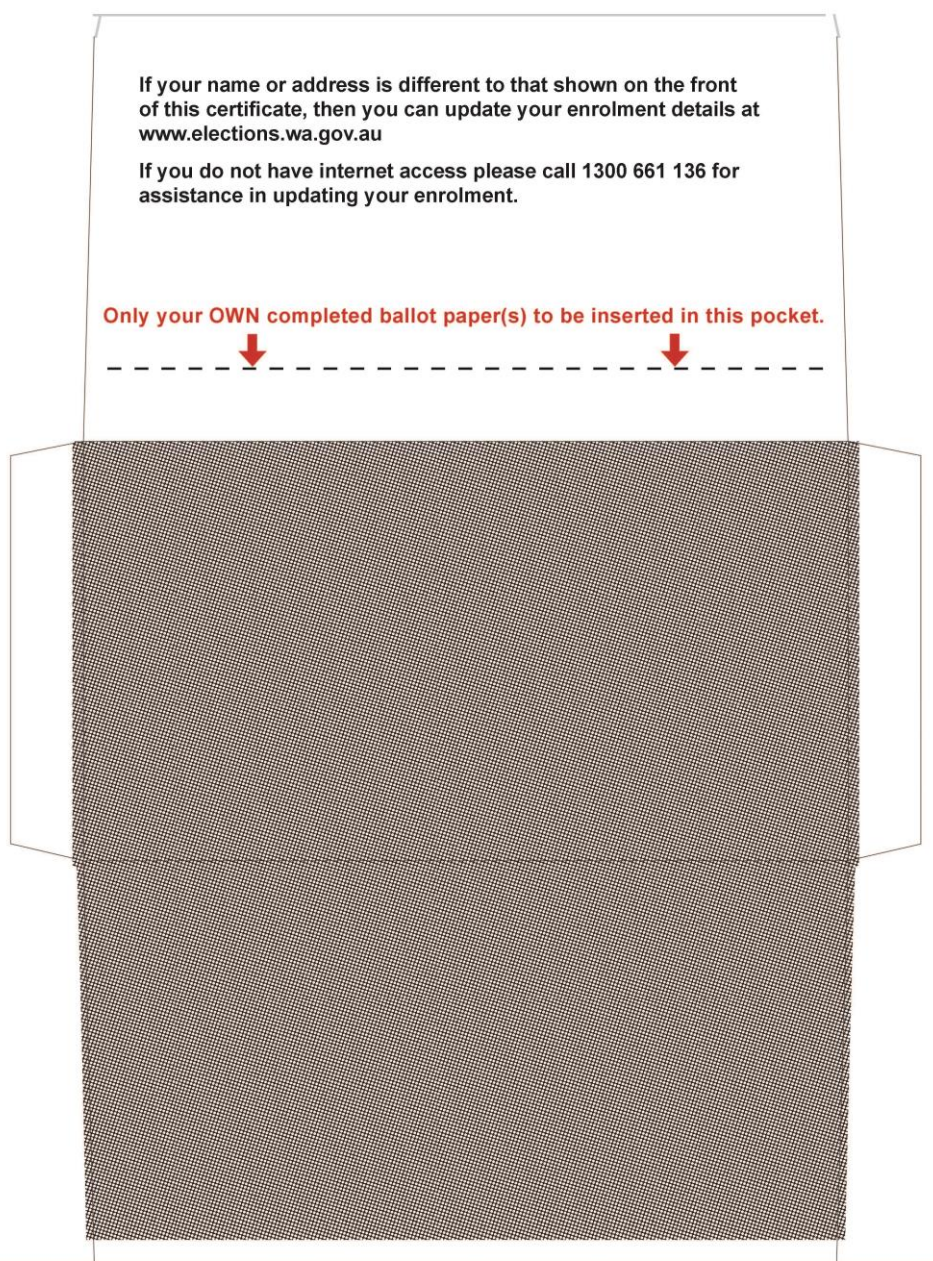 If your name or address is different to that shown on the front
of this certificate, then you can update your enrolment details at
www.elections.wa.gov.au
If you do not have internet access please call 1300 661 136 for
assistance in updating your enrolment.
Only your OWN completed ballot paper(s) to be inserted in this pocket.